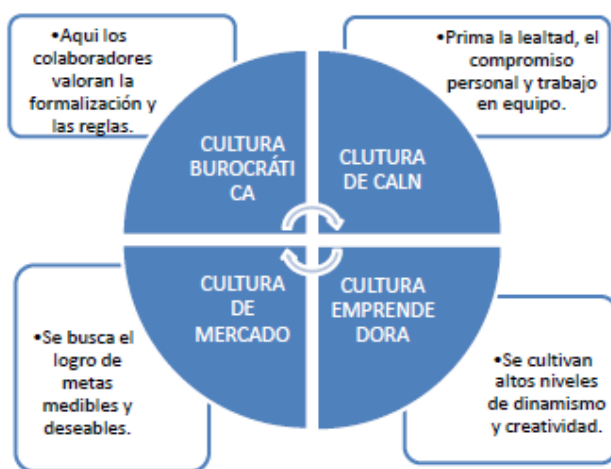 •Aqui los
colaboradores
valoran la
formalización y
las reglas.
•Prima la lealtad, el
compromiso
personal y trabajo
en equipo.
CULTURA
BUROCRÁTI
CA
CLUTURA
DE CALN
CULTURA
DE
MERCADO
CULTURA
EMPRENDE
DORA
•Se busca el
logro de
metas
medibles y
deseables.
•Se cultivan
altos niveles
de dinamismo
y creatividad.